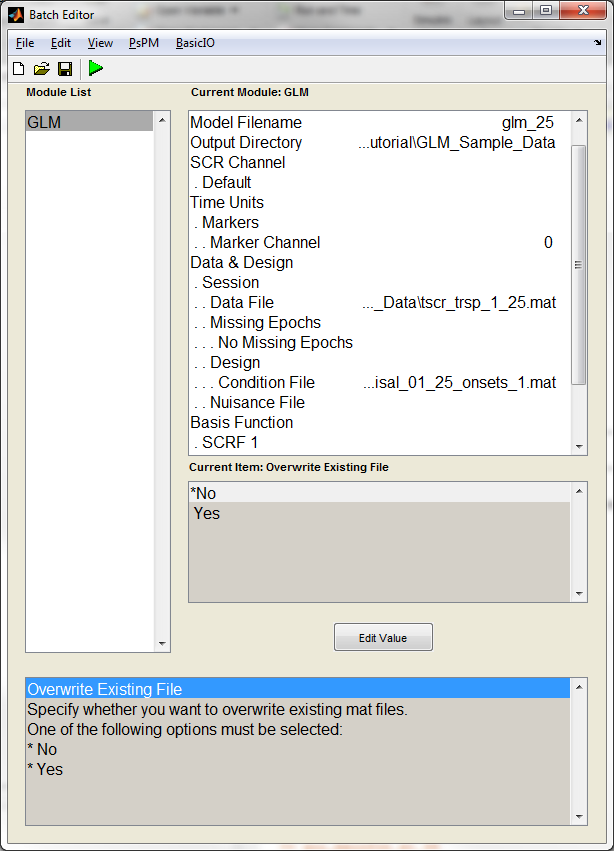 Batch Editor
File Edit View PsPM BasicIO
Module List
Current Module: GLM
GLM
Model Filename glm_25
Output Directory ...utorial\GLM_Sample_Data
SCR Channel
. Default
Time Units
. Markers
. . Marker Channel 0
Data & Design
. Session
. . Data File ..._Data\tscr_trsp_1_25.mat
. . Missing Epochs
. . . No Missing Epochs
. . Design
. . . Condition File ...isal_01_25_onsets_1.mat
. . Nuisance File
Basis Function
. SCRF 1
Current Item: Overwrite Existing File
*No
Yes
Edit Value
Overwrite Existing File
Specify whether you want to overwrite existing mat files.
One of the following options must be selected:
* No
* Yes